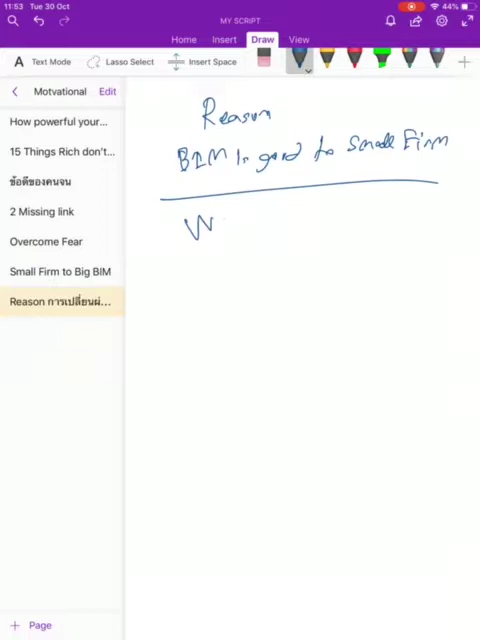 11:53 Tue 30 Oct 44%
MY SCRIPT
Home Insert Draw View
A Text Mode Lasso Select Insert Space
Motvational Edit
How powerful your...
15 Things Rich don't...
ข้อดีของคนจน
2 Missing link
Overcome Fear
Small Firm to Big BIM
Reason การเปลี่ยนผ่...
Reason
BIM Is good to Small Firm
W
+ Page